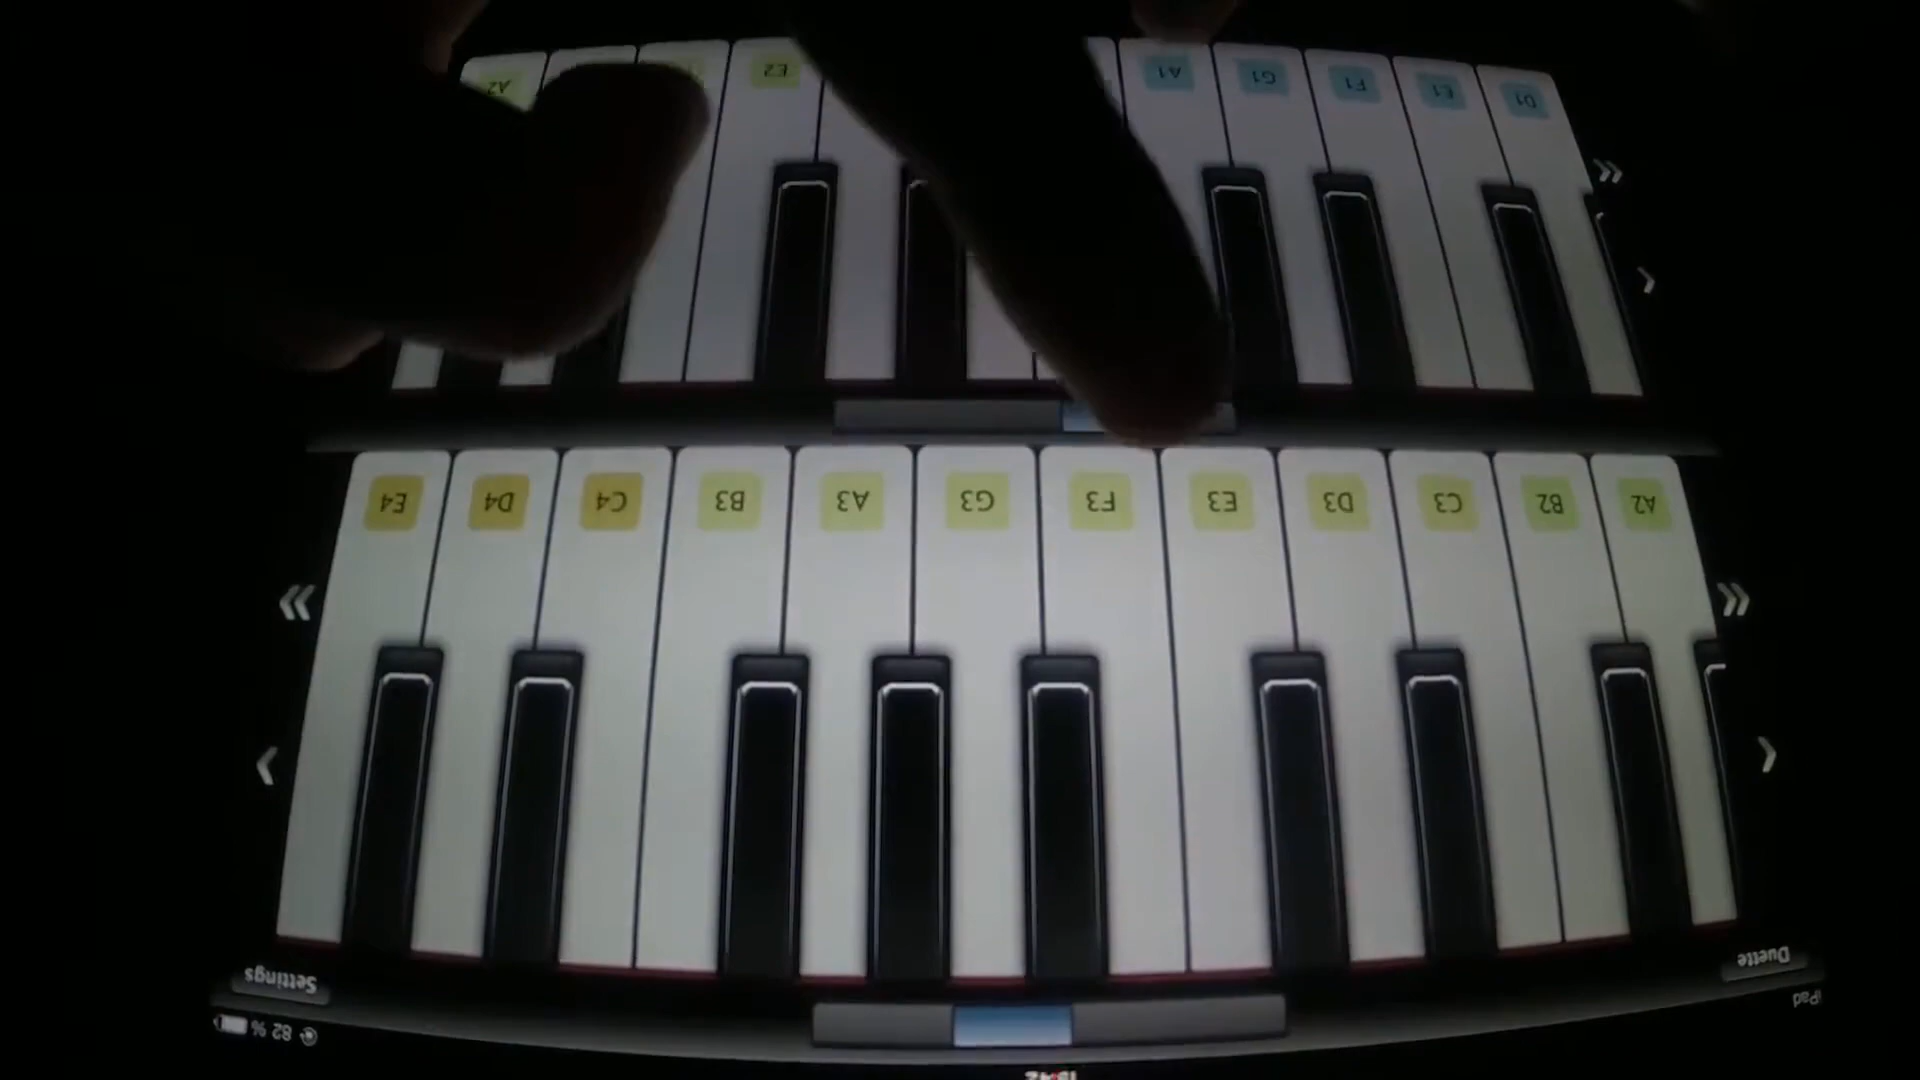 iPad
82 %
Duette
Settings
A2 B2 C3 D3 E3 F3 G3 A3 B3 C4 D4 E4
D1 E1 F1 G1 A1 E2 A2